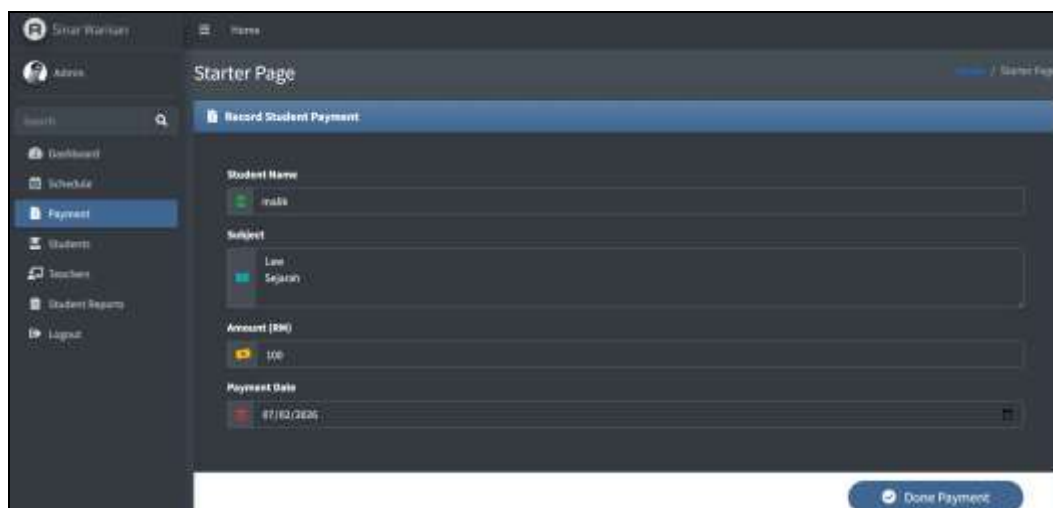 Sinar Warisan
Home
Admin
Starter Page
Home / Starter Page
Search
Record Student Payment
Dashboard
Schedule
Payment
Students
Teachers
Student Reports
Logout
Student Name
malik
Subject
Law
Sejarah
Amount (RM)
100
Payment Date
07/02/2026
Done Payment